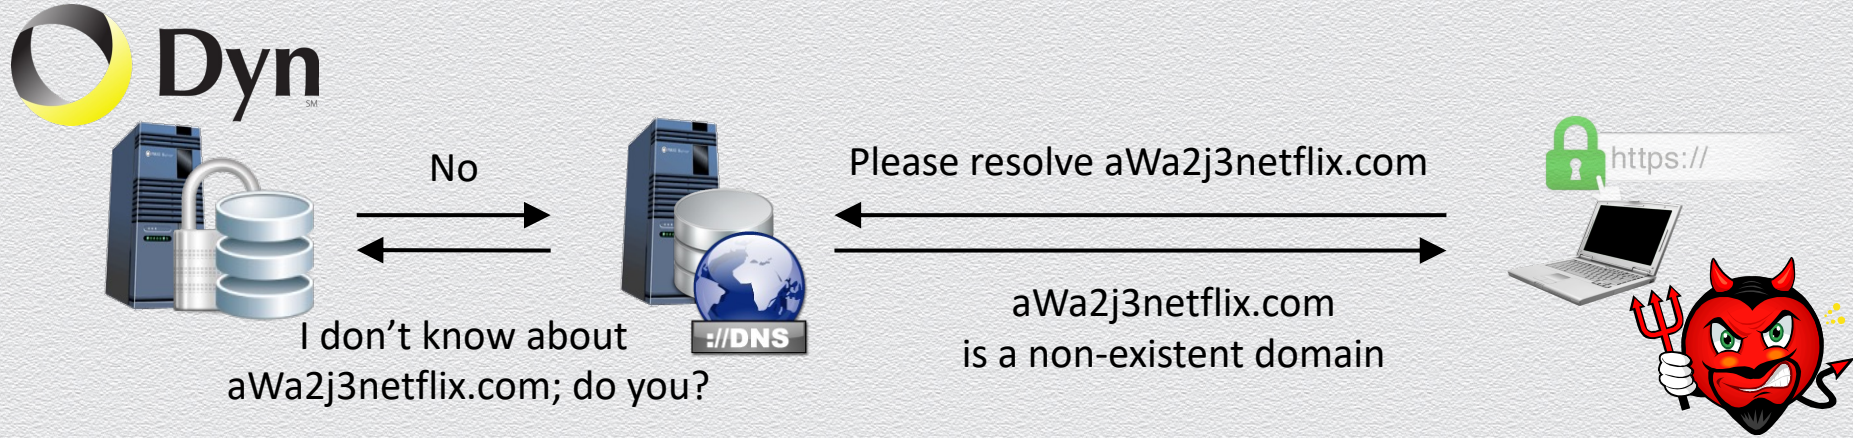 Dyn
SM
No
Please resolve aWa2j3netflix.com
https://
I don’t know about
aWa2j3netflix.com; do you?
://DNS
aWa2j3netflix.com
is a non-existent domain